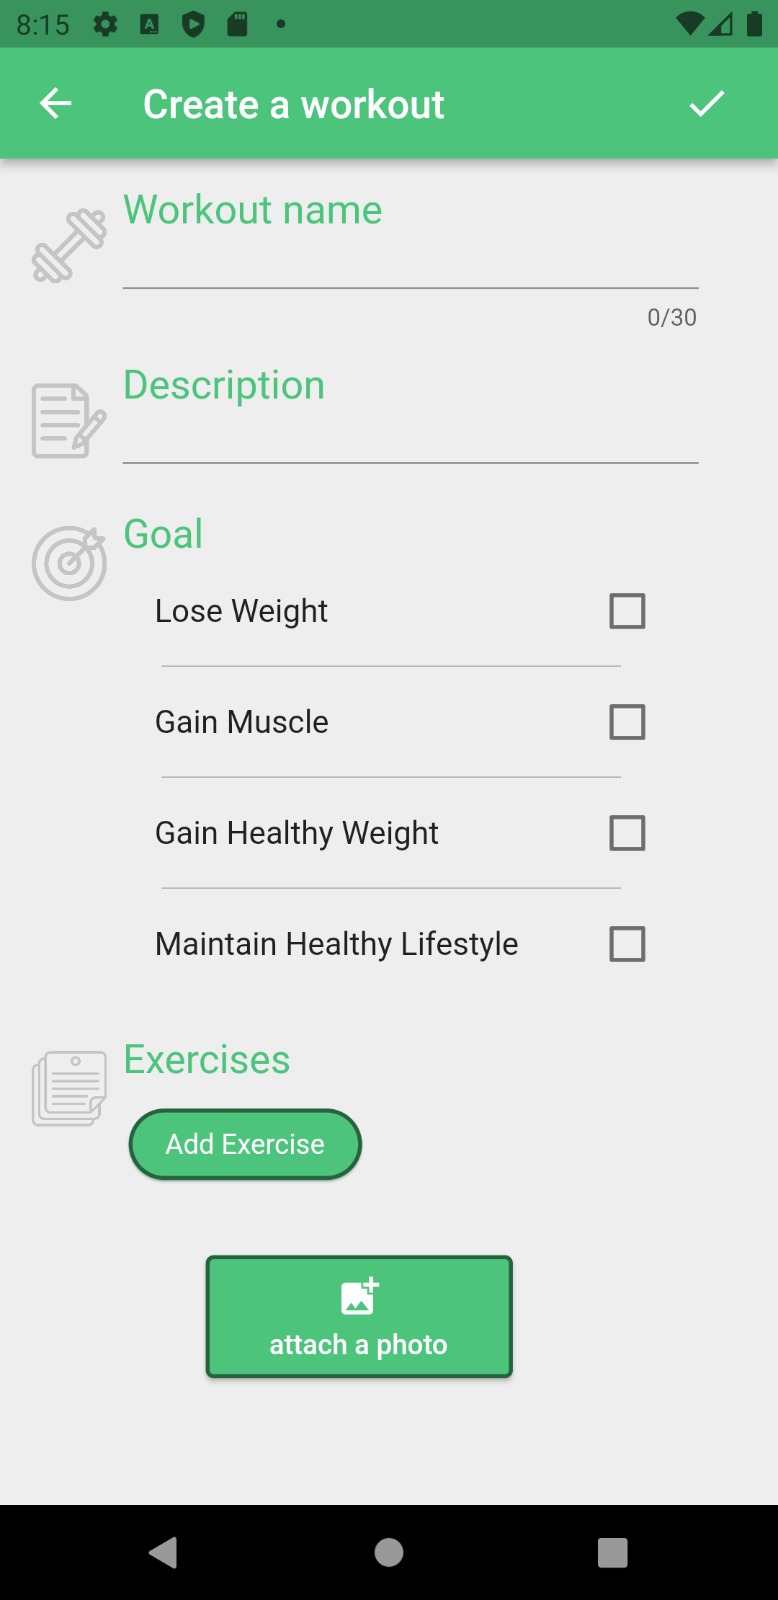 8:15
Create a workout
Workout name
0/30
Description
Goal
Lose Weight
Gain Muscle
Gain Healthy Weight
Maintain Healthy Lifestyle
Exercises
Add Exercise
attach a photo